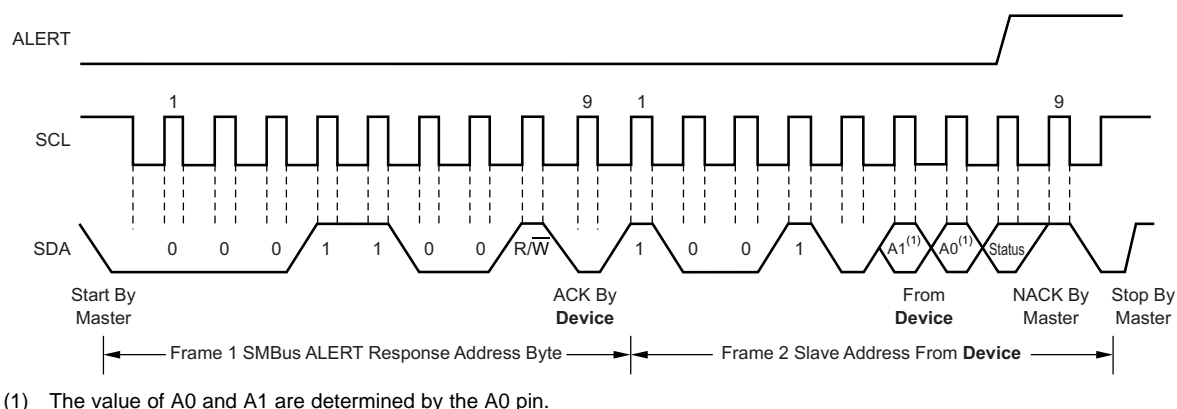 ALERT
1 9 1 9
SCL
SDA 0 0 0 1 1 0 0 R/W̅ 1 0 0 1 A1(1) A0(1) Status
Start By Master
ACK By Device
From Device
NACK By Master
Stop By Master
Frame 1 SMBus ALERT Response Address Byte
Frame 2 Slave Address From Device
(1) The value of A0 and A1 are determined by the A0 pin.